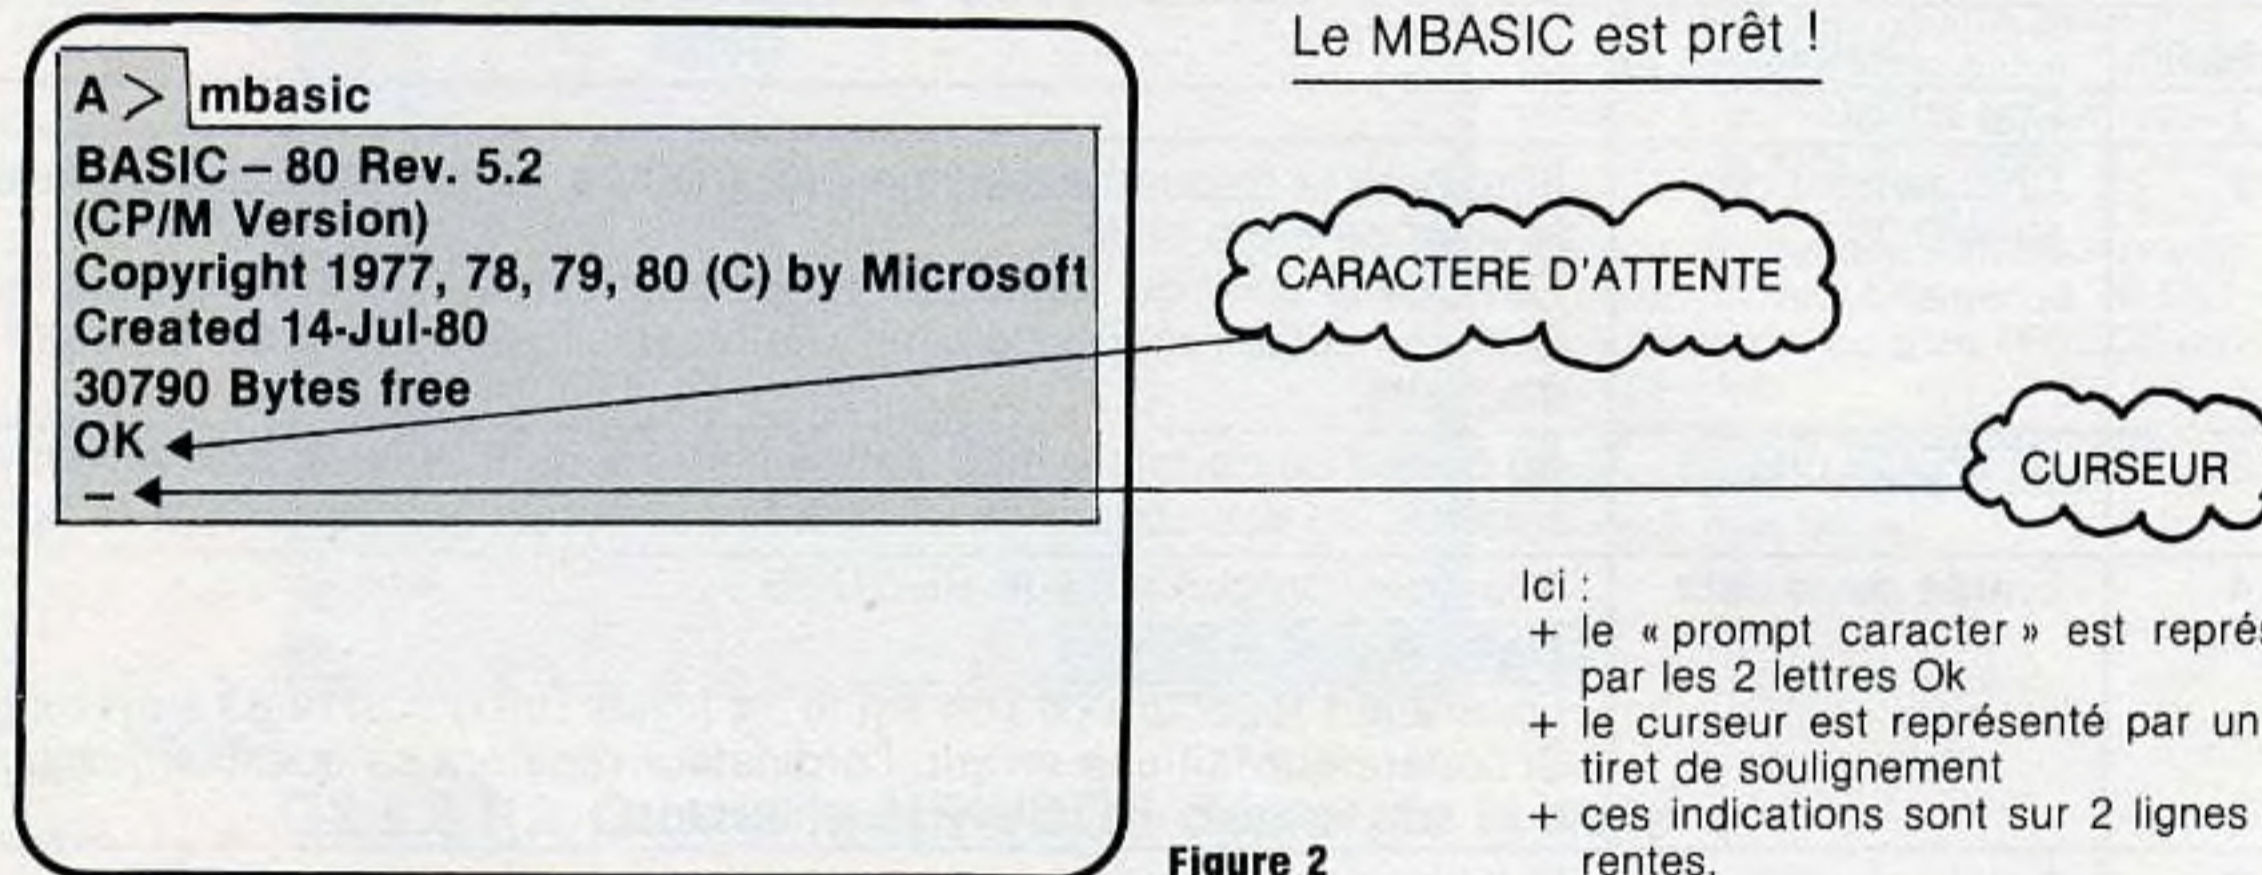 Le MBASIC est prêt !
A > mbasic
BASIC – 80 Rev. 5.2
(CP/M Version)
Copyright 1977, 78, 79, 80 (C) by Microsoft
Created 14-Jul-80
30790 Bytes free
OK
–
CARACTERE D'ATTENTE
CURSEUR
Ici :
+ le « prompt caracter » est
par les 2 lettres Ok
+ le curseur est représenté par un
tiret de soulignement
+ ces indications sont sur 2 lignes
rentes.
Figure 2